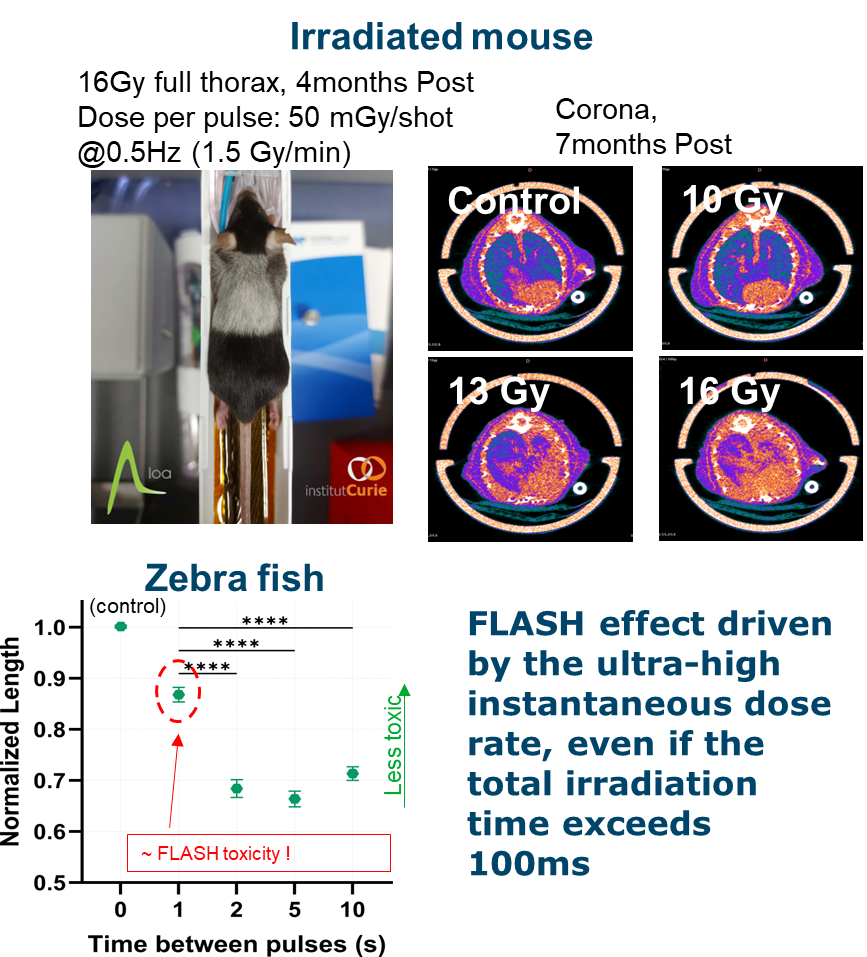 Irradiated mouse
16Gy full thorax, 4months Post
Dose per pulse: 50 mGy/shot
@0.5Hz (1.5 Gy/min)
Corona,
7months Post
Control
10 Gy
13 Gy
16 Gy
loa
institutCurie
Zebra fish
(control)
****
****
****
1.0
0.9
0.8
0.7
0.6
0.5
Normalized Length
Less toxic
~ FLASH toxicity !
0 1 2 5 10
Time between pulses (s)
FLASH effect driven
by the ultra-high
instantaneous dose
rate, even if the
total irradiation
time exceeds
100ms